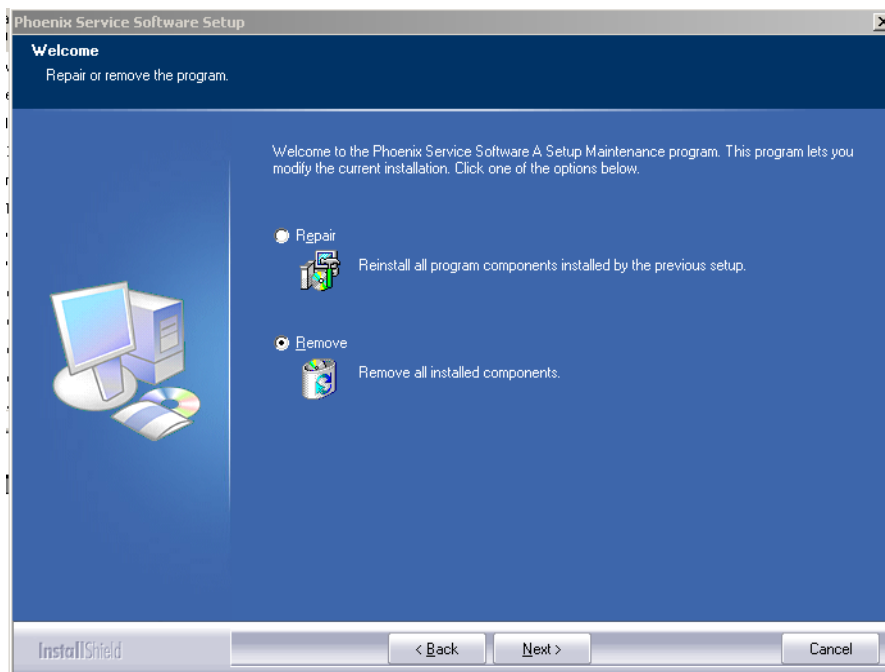 Phoenix Service Software Setup
Welcome
Repair or remove the program.
Welcome to the Phoenix Service Software A Setup Maintenance program. This program lets you
modify the current installation. Click one of the options below.
Repair
Reinstall all program components installed by the previous setup.
Remove
Remove all installed components.
InstallShield
< Back
Next >
Cancel